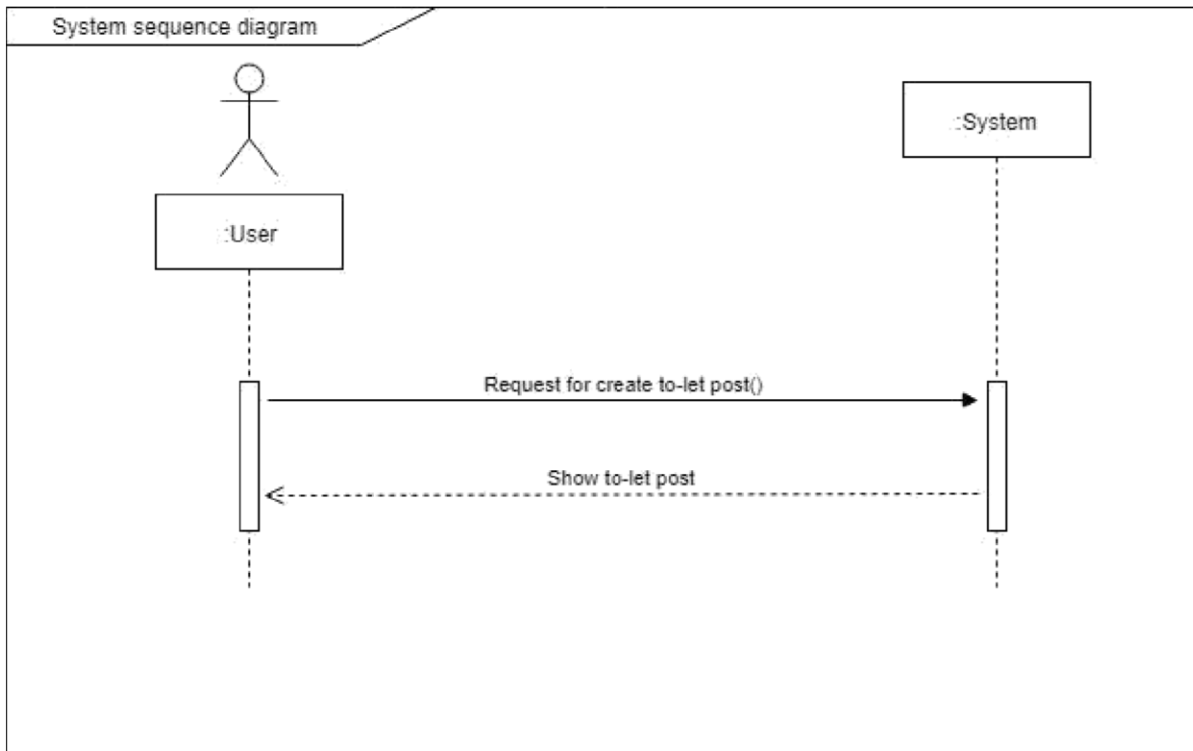 System sequence diagram
:System
:User
Request for create to-let post()
Show to-let post